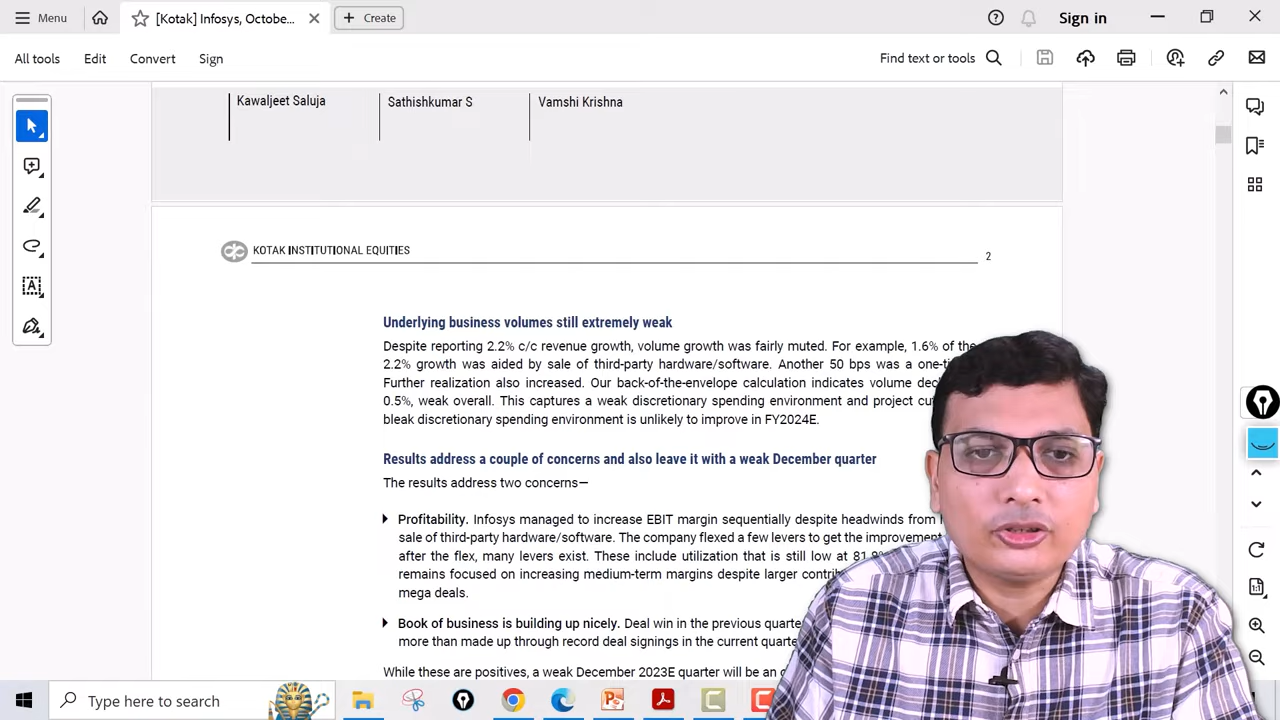 Menu
[Kotak] Infosys, Octobe...
Create
Sign in
All tools
Edit
Convert
Sign
Find text or tools
Kawaljeet Saluja
Sathishkumar S
Vamshi Krishna
KOTAK INSTITUTIONAL EQUITIES
2
Underlying business volumes still extremely weak
Despite reporting 2.2% c/c revenue growth, volume growth was fairly muted. For example, 1.6% of the
2.2% growth was aided by sale of third-party hardware/software. Another 50 bps was a
Further realization also increased. Our back-of-the-envelope calculation indicates volume
0.5%, weak overall. This captures a weak discretionary spending environment and project
bleak discretionary spending environment is unlikely to improve in FY2024E.
Results address a couple of concerns and also leave it with a weak December quarter
The results address two concerns—
Profitability. Infosys managed to increase EBIT margin sequentially despite headwinds from
sale of third-party hardware/software. The company flexed a few levers to get the improvement
after the flex, many levers exist. These include utilization that is still low at
remains focused on increasing medium-term margins despite larger
mega deals.
Book of business is building up nicely. Deal win in the previous
more than made up through record deal signings in the current
While these are positives, a weak December 2023E quarter will be an
Type here to search
1:1